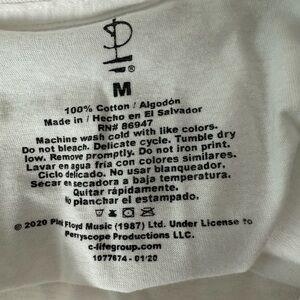 ®
M
100% Cotton / Algodón
Made in / Hecho en El Salvador
RN# 86947
Machine wash cold with like colors.
Do not bleach. Delicate cycle. Tumble dry
low. Remove promptly. Do not iron print.
Lavar en agua fría con colores similares.
Ciclo delicado. No usar blanqueador.
Secar en secadora a baja temperatura.
Quitar rápidamente.
No planchar el estampado.
© 2020 Pink Floyd Music (1987) Ltd. Under License to
Perryscope Productions LLC.
c-lifegroup.com
1077674 - 01/20